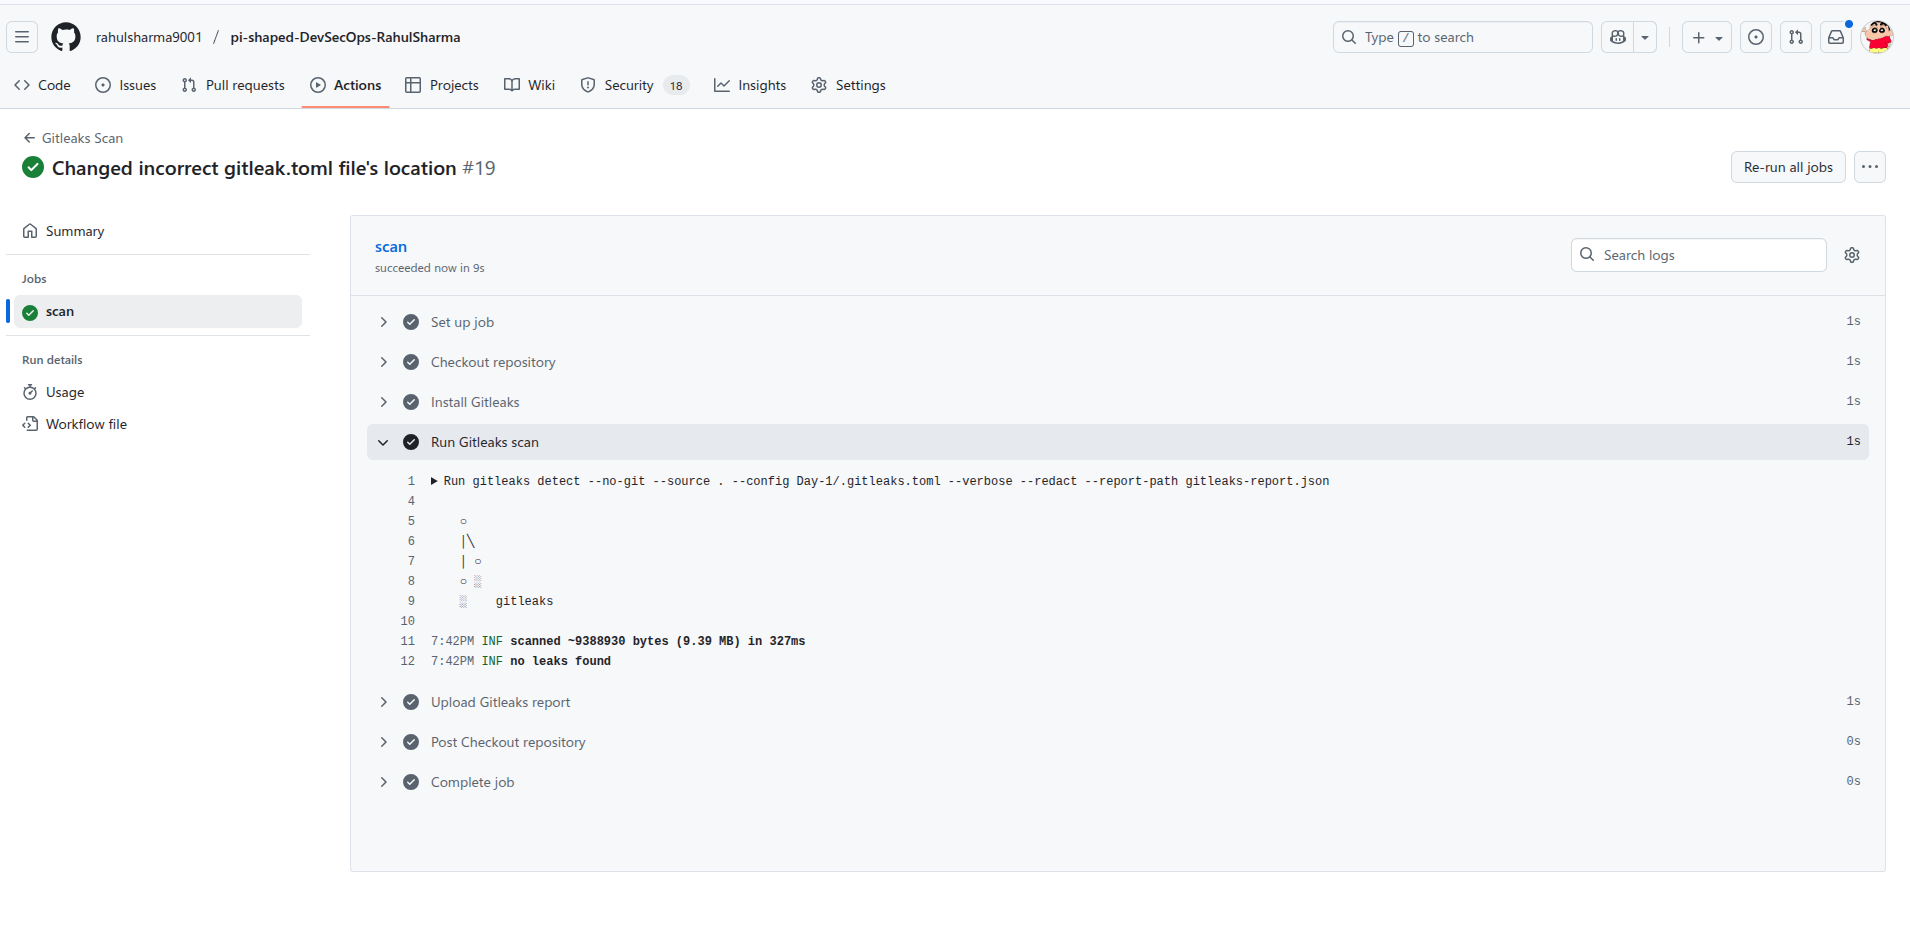 rahulsharma9001 / pi-shaped-DevSecOps-RahulSharma
Type / to search
Code Issues Pull requests Actions Projects Wiki Security 18 Insights Settings
Gitleaks Scan
Changed incorrect gitleak.toml file's location #19
Re-run all jobs
Summary
Jobs
scan
Run details
Usage
Workflow file
scan
succeeded now in 9s
Search logs
Set up job 1s
Checkout repository 1s
Install Gitleaks 1s
Run Gitleaks scan 1s
1 Run gitleaks detect --no-git --source . --config Day-1/.gitleaks.toml --verbose --redact --report-path gitleaks-report.json
4
5 ○
6 |\
7 | ○
8 ○ ░
9 ░ gitleaks
10
11 7:42PM INF scanned ~9388930 bytes (9.39 MB) in 327ms
12 7:42PM INF no leaks found
Upload Gitleaks report 1s
Post Checkout repository 0s
Complete job 0s